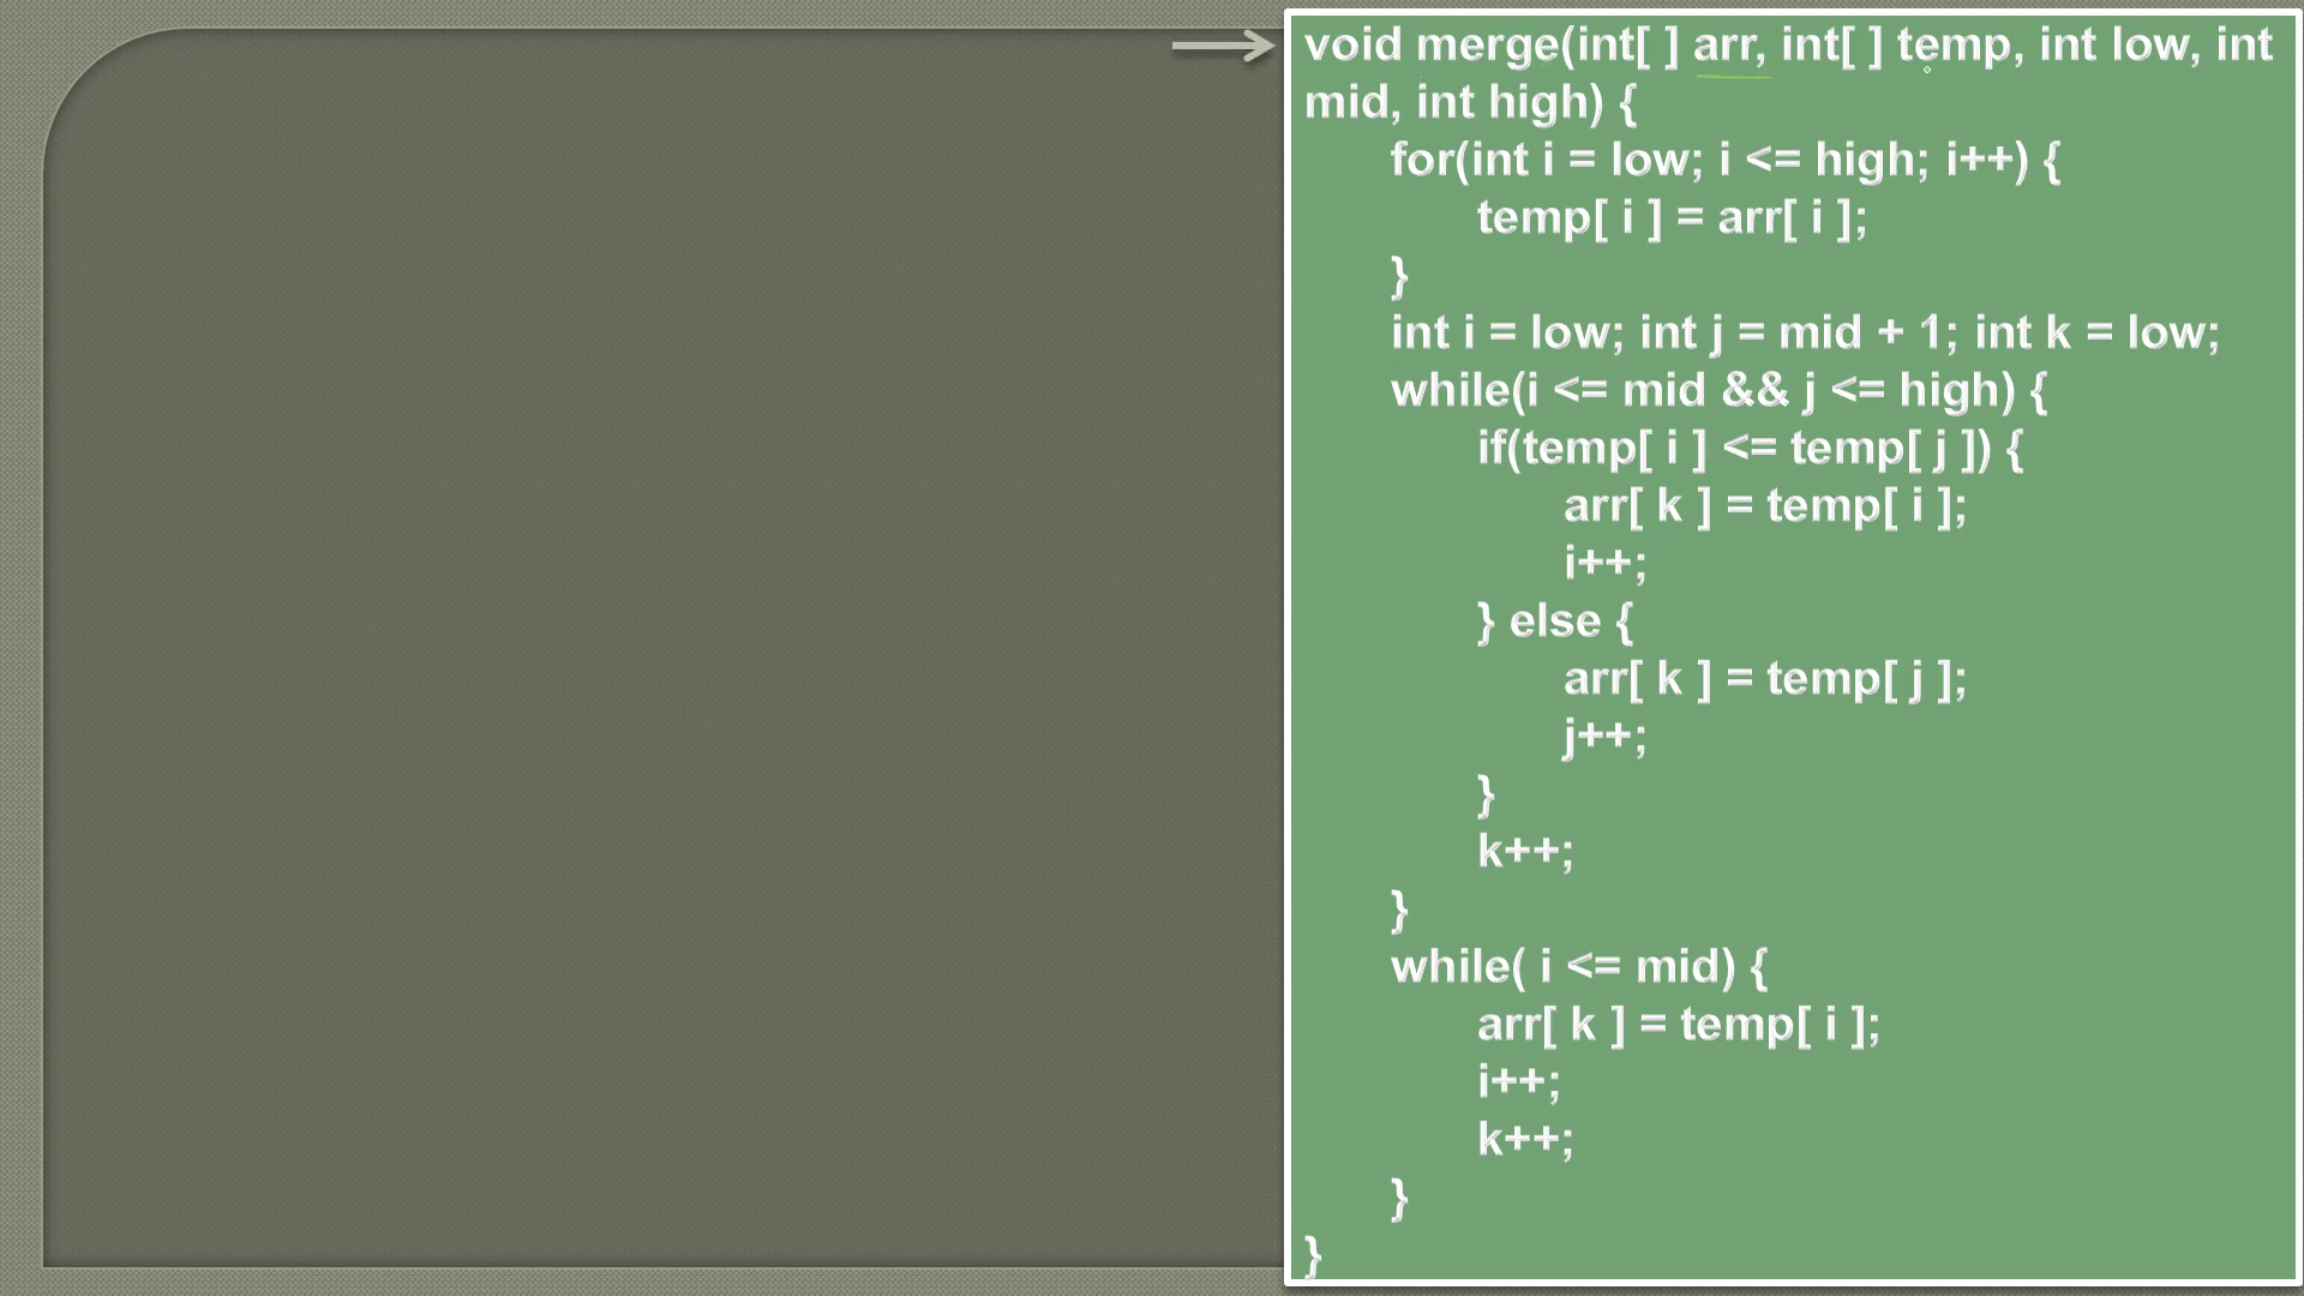 void merge(int[ ] arr, int[ ] temp, int low, int
mid, int high) {
for(int i = low; i <= high; i++) {
temp[ i ] = arr[ i ];
}
int i = low; int j = mid + 1; int k = low;
while(i <= mid && j <= high) {
if(temp[ i ] <= temp[ j ]) {
arr[ k ] = temp[ i ];
i++;
} else {
arr[ k ] = temp[ j ];
j++;
}
k++;
}
while( i <= mid) {
arr[ k ] = temp[ i ];
i++;
k++;
}
}